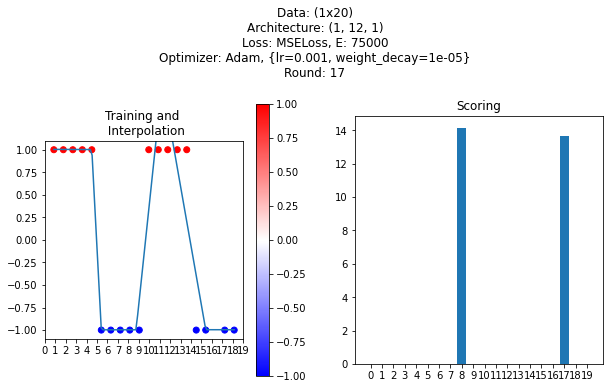 Data: (1x20)
Architecture: (1, 12, 1)
Loss: MSELoss, E: 75000
Optimizer: Adam, {lr=0.001, weight_decay=1e-05}
Round: 17
Training and
Interpolation
1.00
0.75
0.50
0.25
0.00
−0.25
−0.50
−0.75
−1.00
0 1 2 3 4 5 6 7 8 9 10 11 12 13 14 15 16 17 18 19
1.00
0.75
0.50
0.25
0.00
−0.25
−0.50
−0.75
−1.00
Scoring
14
12
10
8
6
4
2
0
0 1 2 3 4 5 6 7 8 9 10 11 12 13 14 15 16 17 18 19